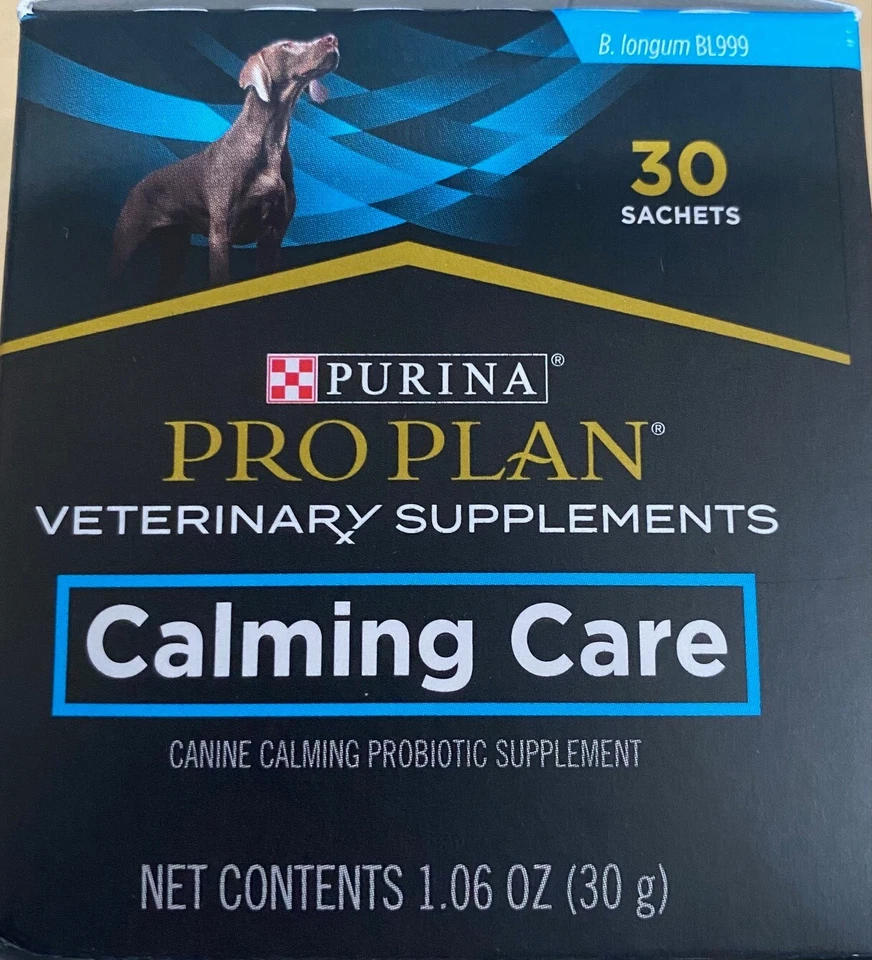 B. longum BL999
30
SACHETS
PURINA®
PRO PLAN®
VETERINARY SUPPLEMENTS
Calming Care
CANINE CALMING PROBIOTIC SUPPLEMENT
NET CONTENTS 1.06 OZ (30 g)